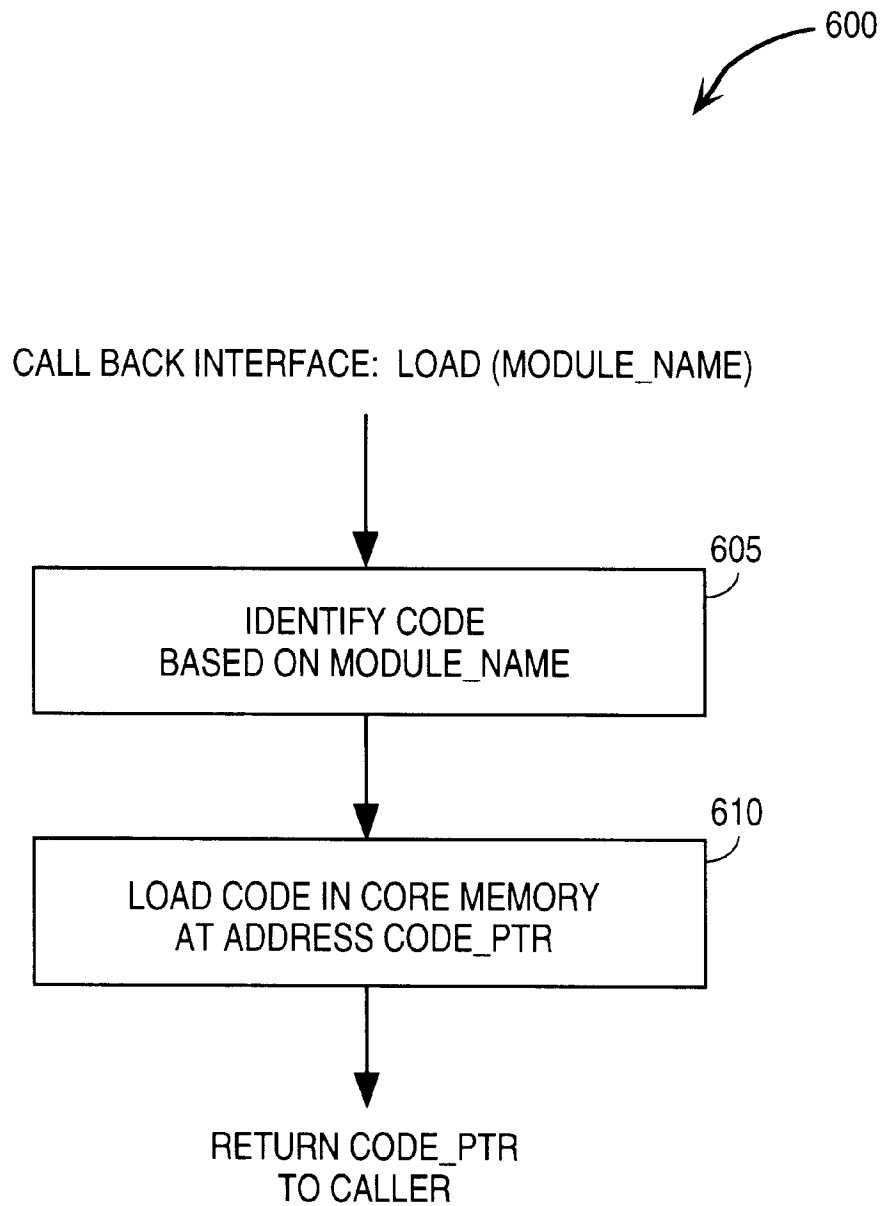 600
CALL BACK INTERFACE: LOAD (MODULE_NAME)
605
IDENTIFY CODE
BASED ON MODULE_NAME
610
LOAD CODE IN CORE MEMORY
AT ADDRESS CODE_PTR
RETURN CODE_PTR
TO CALLER